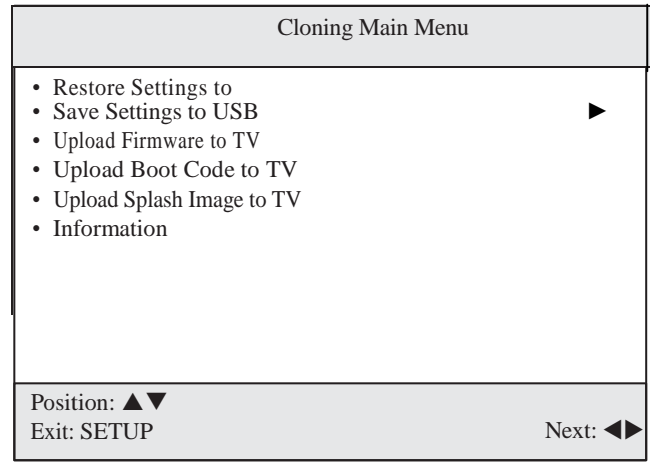 Cloning Main Menu
• Restore Settings to
• Save Settings to USB ►
• Upload Firmware to TV
• Upload Boot Code to TV
• Upload Splash Image to TV
• Information
Position: ▲▼
Exit: SETUP Next: ◀▶